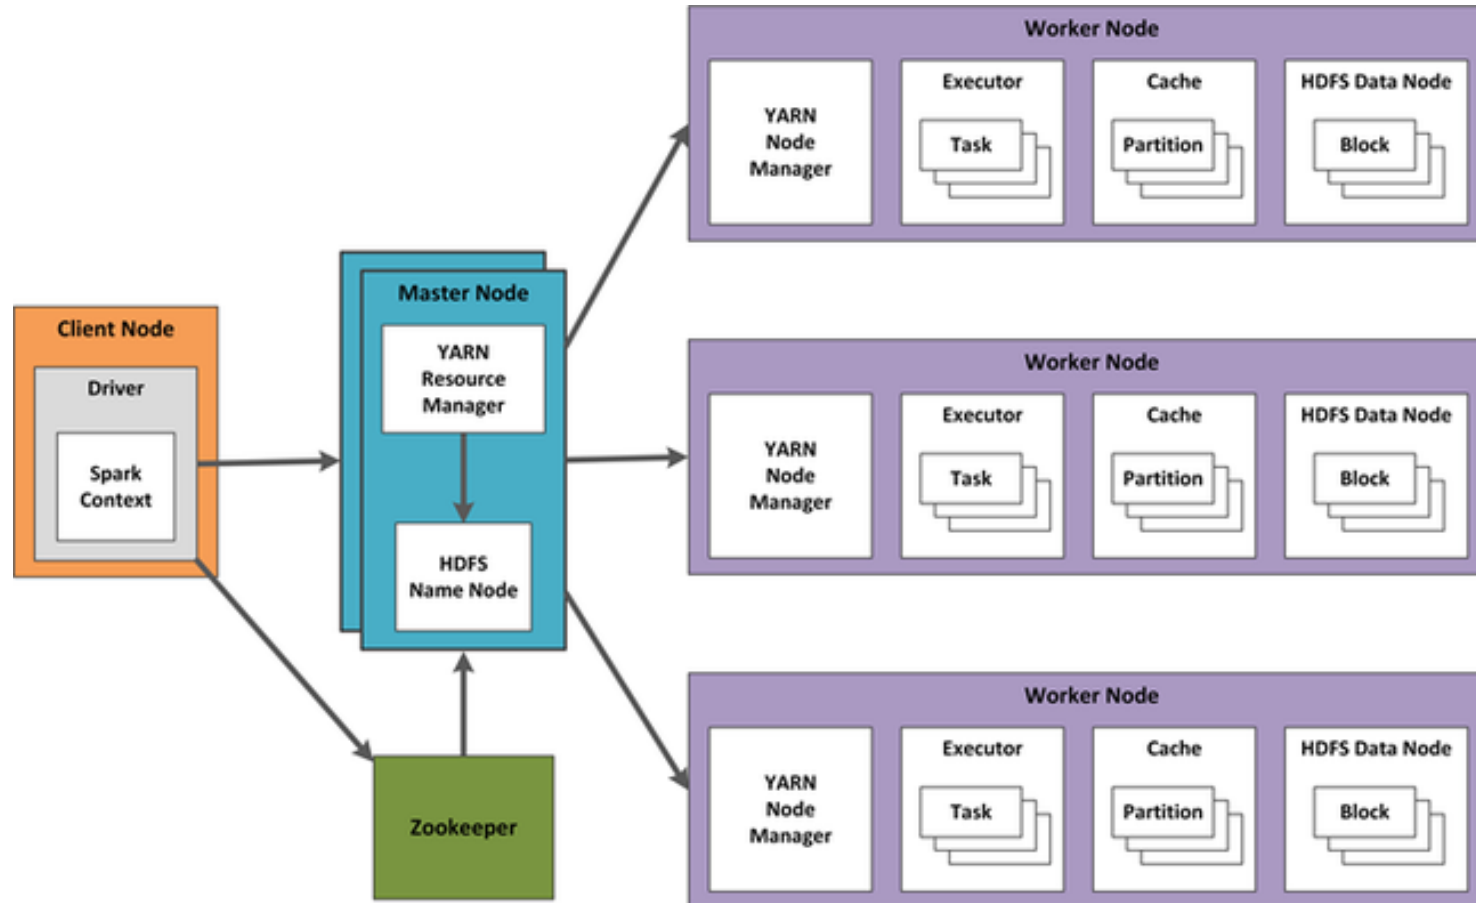 Client Node
Driver
Spark
Context
Master Node
YARN
Resource
Manager
HDFS
Name Node
Zookeeper
Worker Node
YARN
Node
Manager
Executor
Task
Cache
Partition
HDFS Data Node
Block
Worker Node
YARN
Node
Manager
Executor
Task
Cache
Partition
HDFS Data Node
Block
Worker Node
YARN
Node
Manager
Executor
Task
Cache
Partition
HDFS Data Node
Block